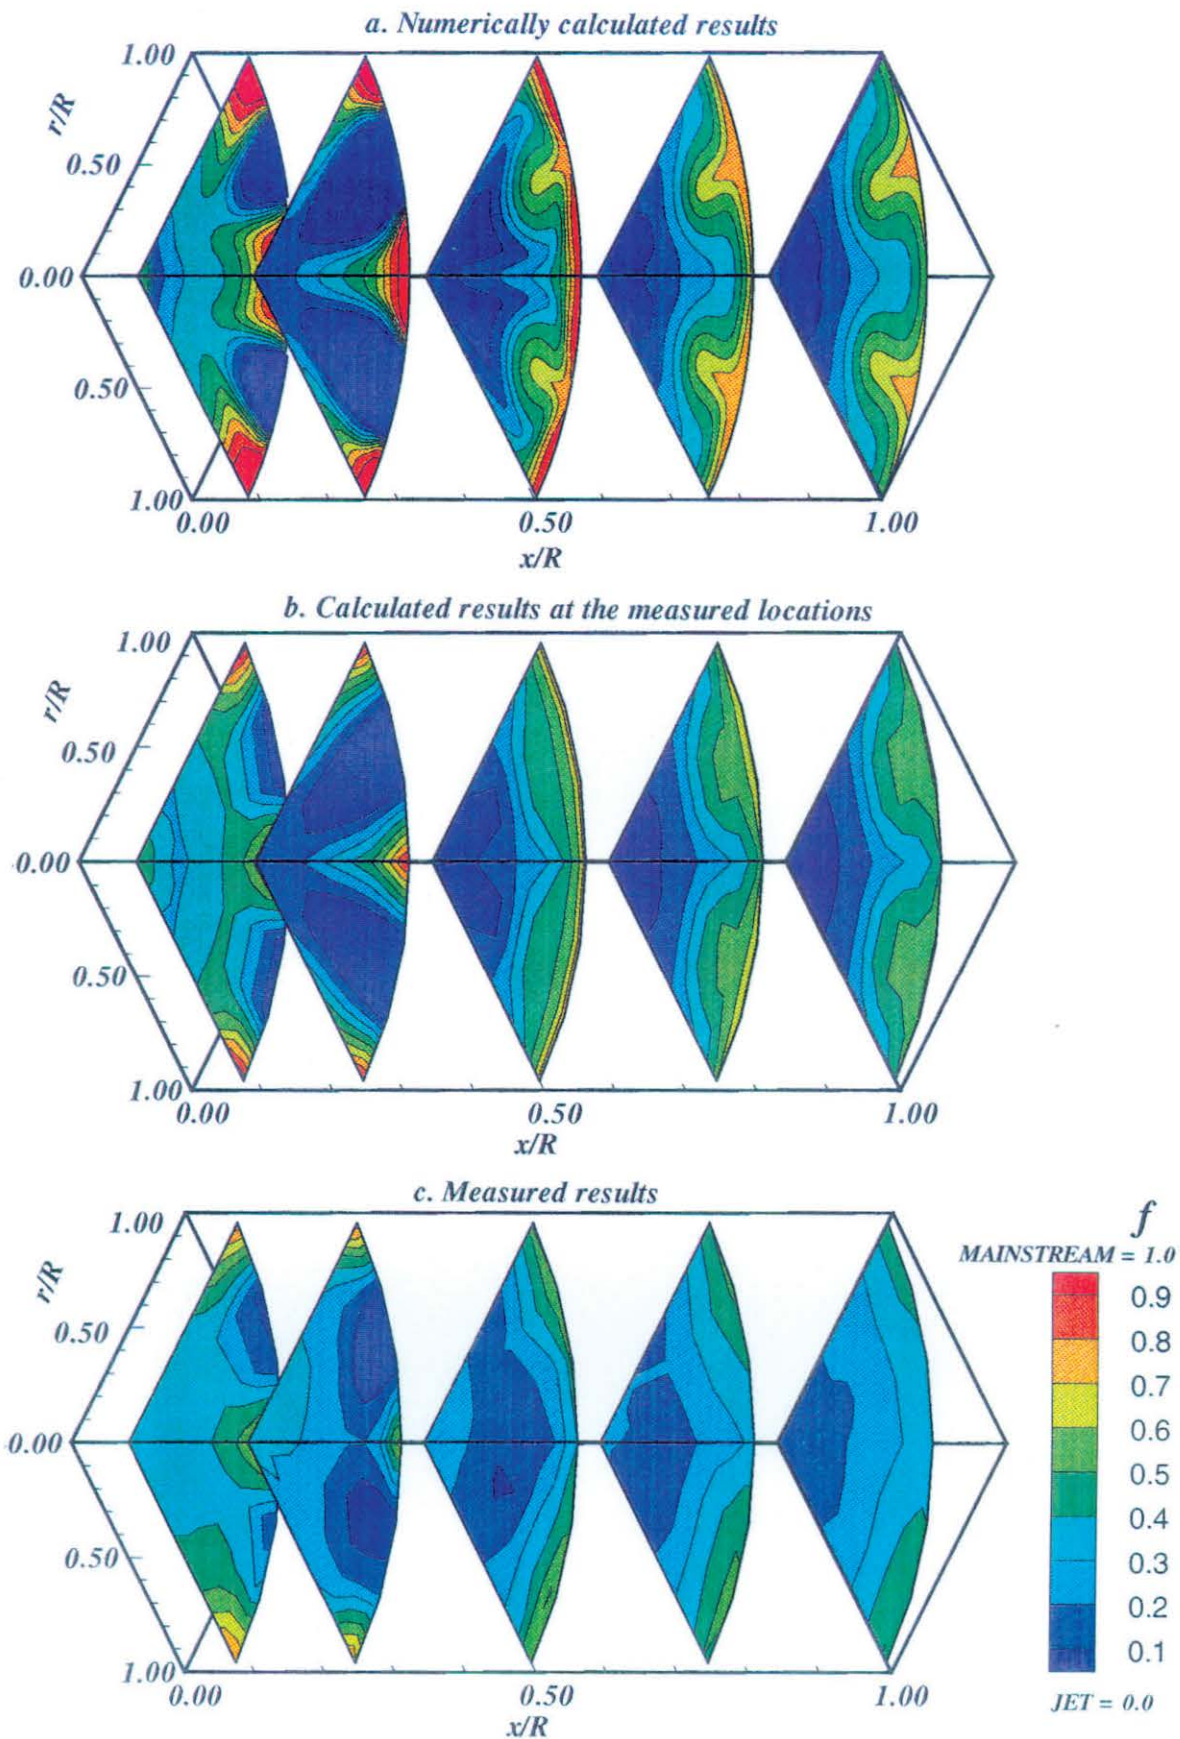 a. Numerically calculated results
1.00
r/R
0.50
0.00
0.50
1.00
0.00 0.50 1.00
x/R
b. Calculated results at the measured locations
1.00
r/R
0.50
0.00
0.50
1.00
0.00 0.50 1.00
x/R
c. Measured results
1.00
r/R
0.50
0.00
0.50
1.00
0.00 0.50 1.00
x/R
f
MAINSTREAM = 1.0
0.9
0.8
0.7
0.6
0.5
0.4
0.3
0.2
0.1
JET = 0.0